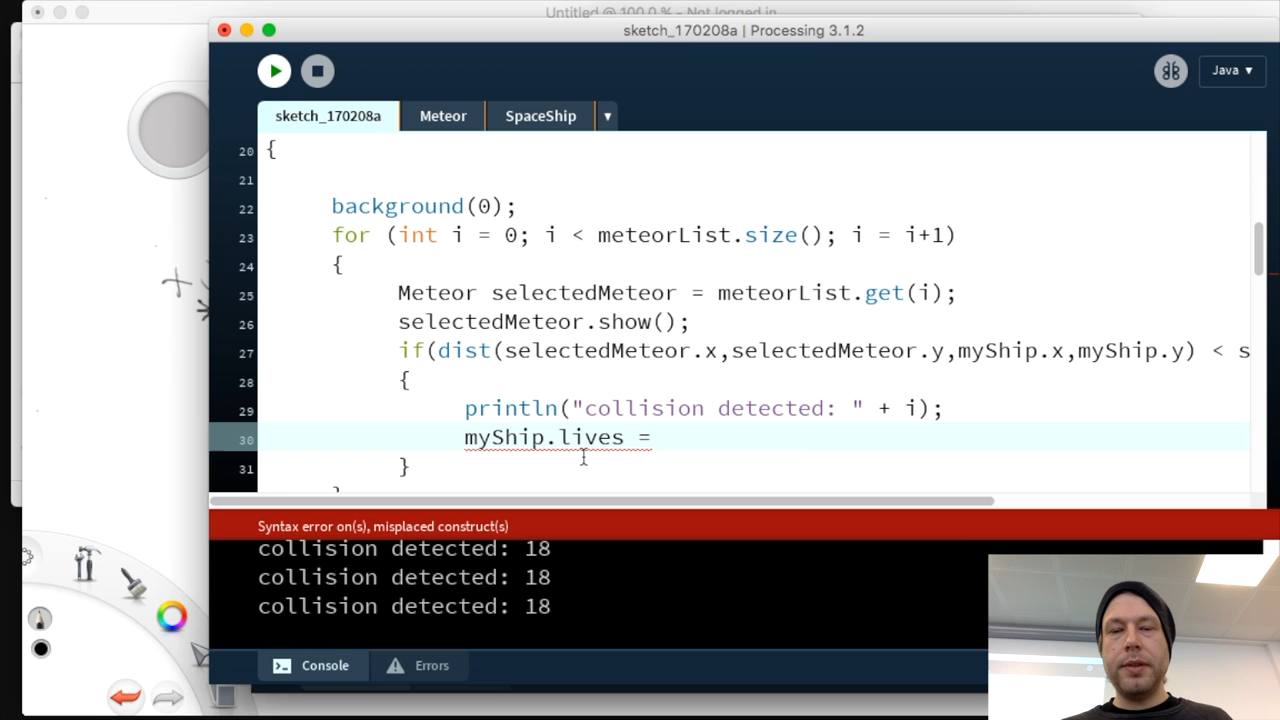 Untitled @ 100.0 % - Not logged in
sketch_170208a | Processing 3.1.2
Java ▾
sketch_170208a
Meteor
SpaceShip
20 {
21
22 background(0);
23 for (int i = 0; i < meteorList.size(); i = i+1)
24 {
25 Meteor selectedMeteor = meteorList.get(i);
26 selectedMeteor.show();
27 if(dist(selectedMeteor.x,selectedMeteor.y,myShip.x,myShip.y) < s
28 {
29 println("collision detected: " + i);
30 myShip.lives =
31 }
Syntax error on(s), misplaced construct(s)
collision detected: 18
collision detected: 18
collision detected: 18
Console
Errors